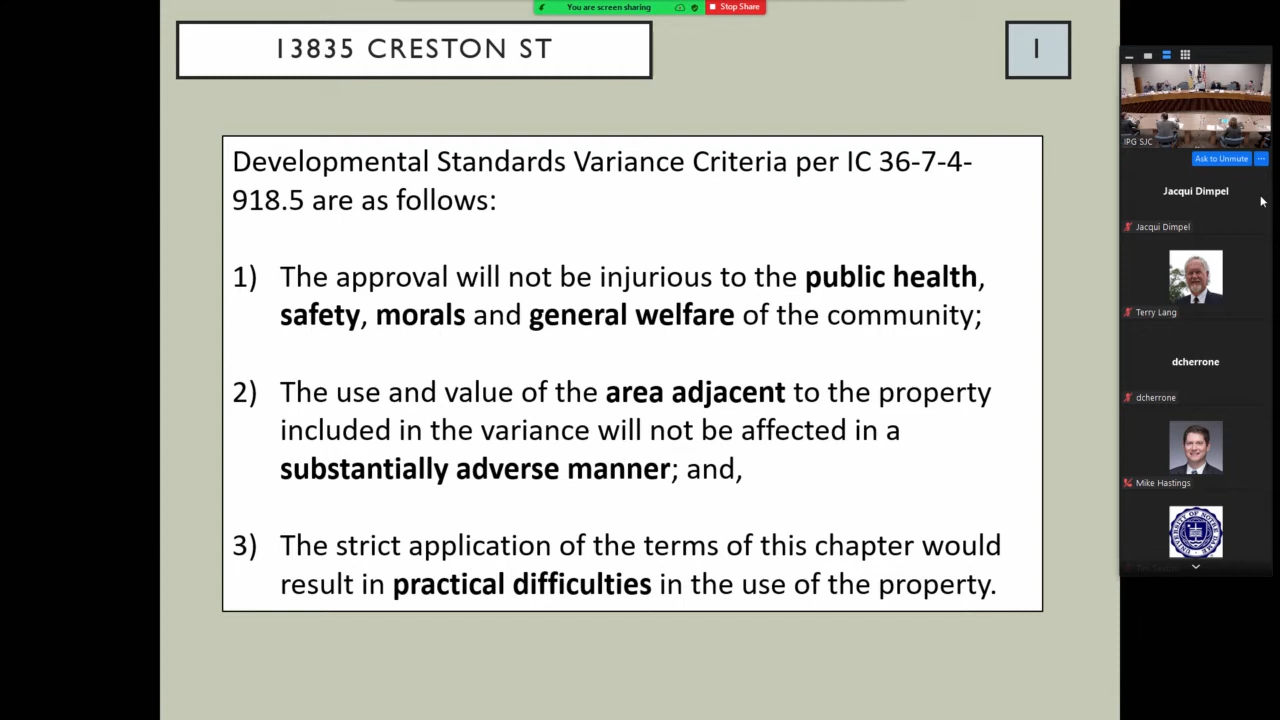 You are screen sharing
Stop Share
13835 CRESTON ST
1
Developmental Standards Variance Criteria per IC 36-7-4-
918.5 are as follows:
1) The approval will not be injurious to the public health,
safety, morals and general welfare of the community;
2) The use and value of the area adjacent to the property
included in the variance will not be affected in a
substantially adverse manner; and,
3) The strict application of the terms of this chapter would
result in practical difficulties in the use of the property.
IPG SJC
Ask to Unmute
Jacqui Dimpel
Jacqui Dimpel
Terry Lang
dcherrone
dcherrone
Mike Hastings